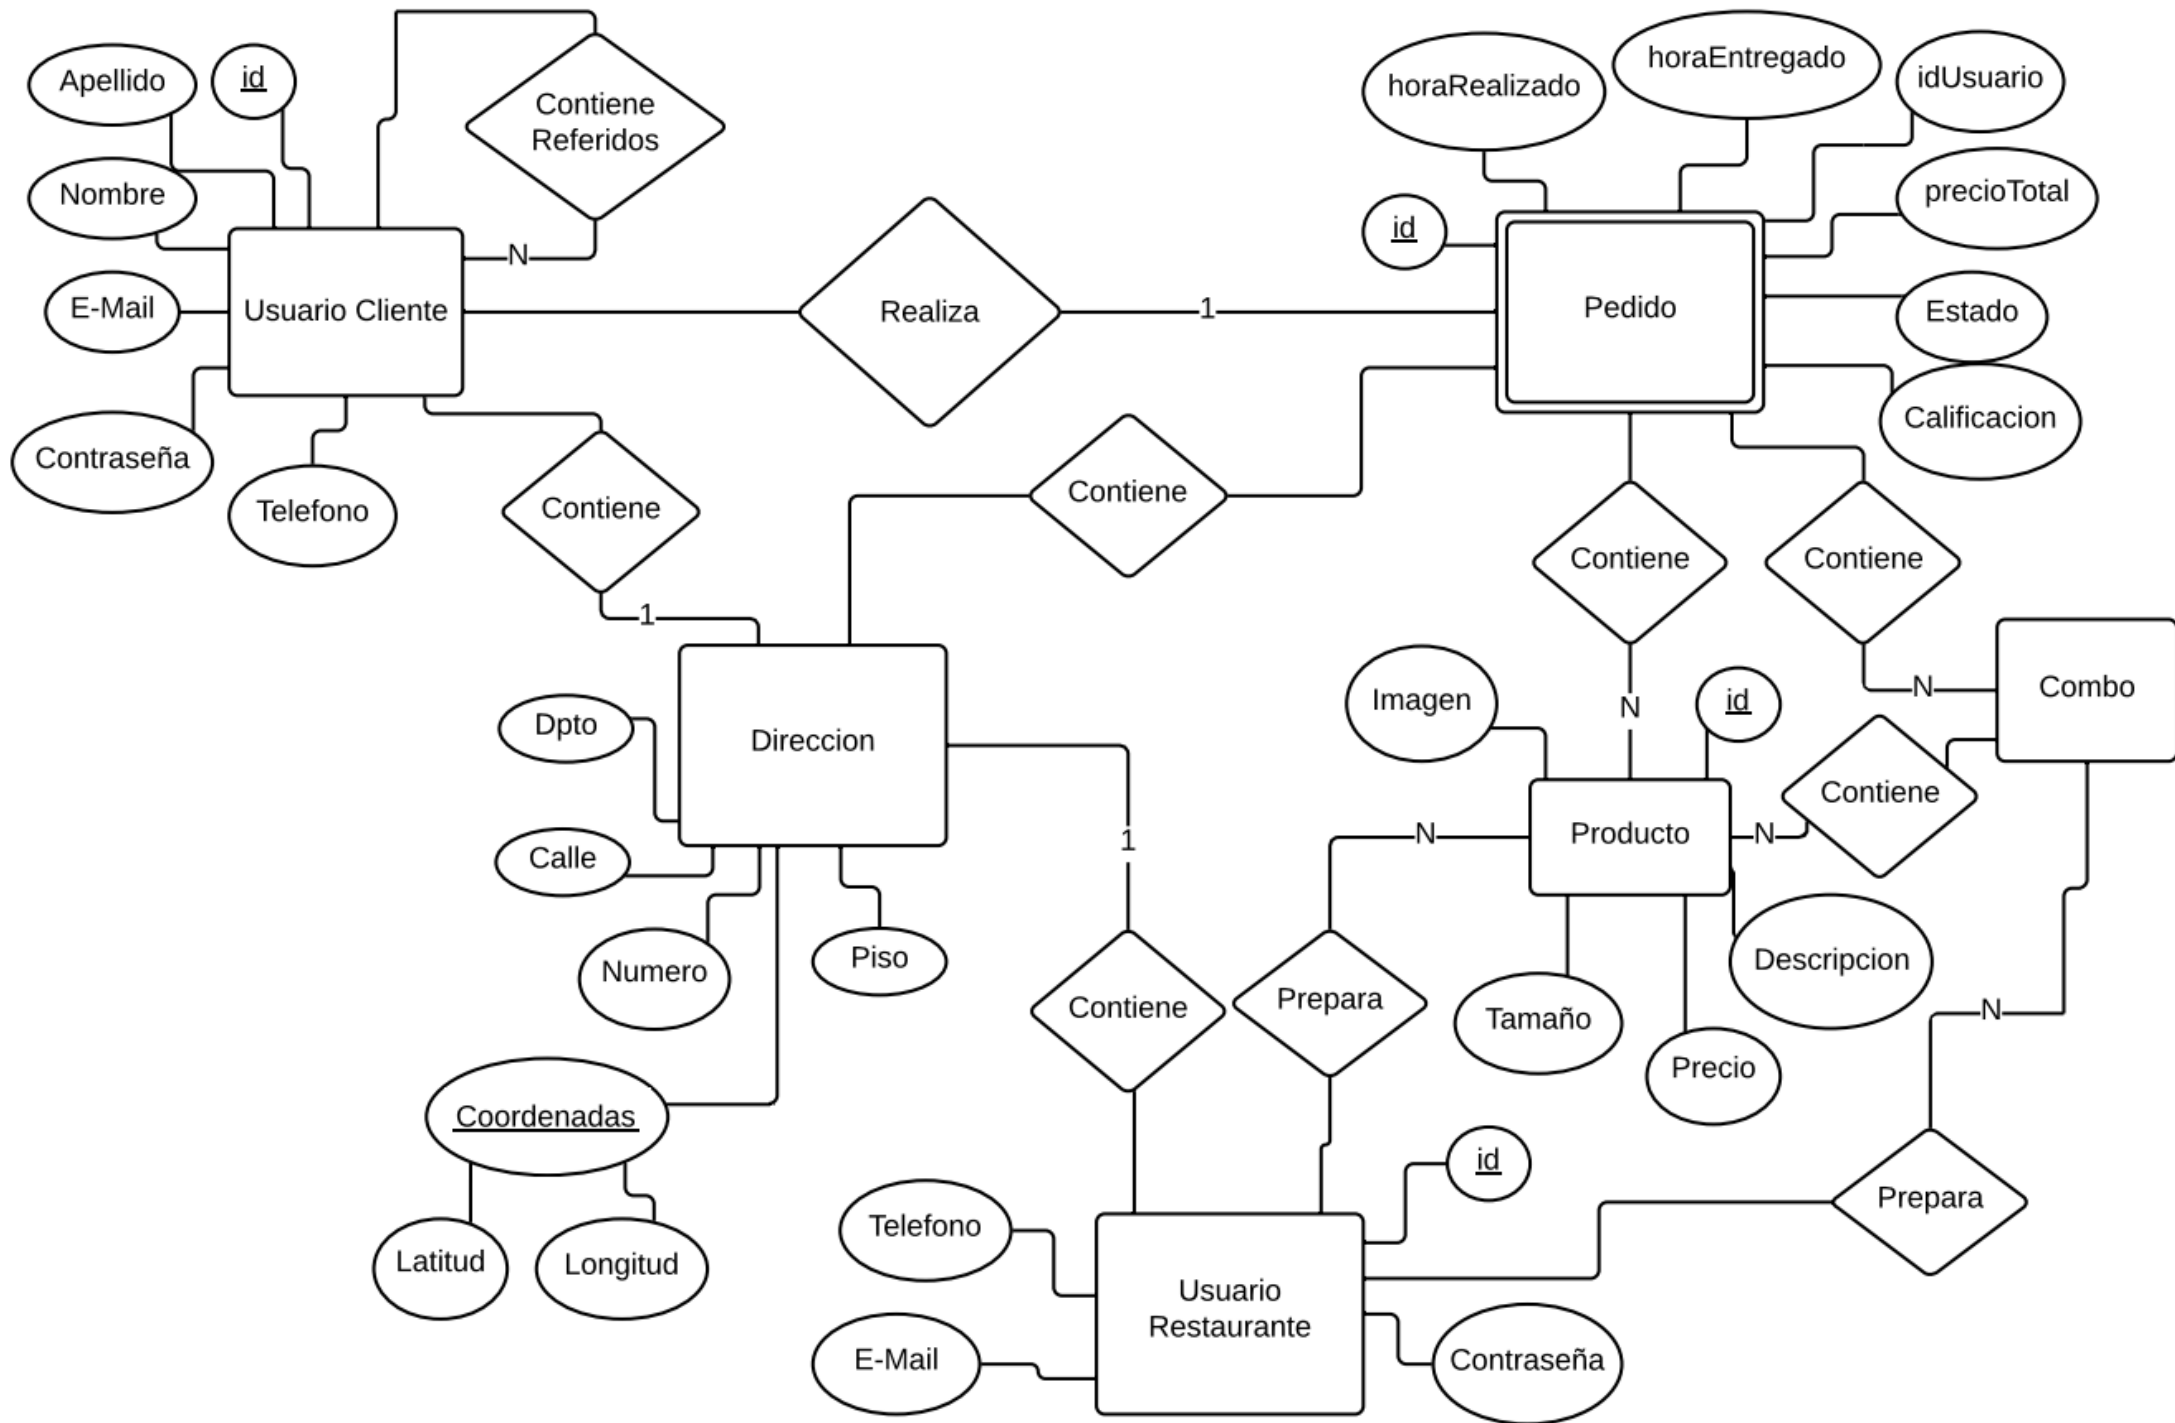 Apellido
id
Contiene
Referidos
horaRealizado
horaEntregado
idUsuario
Nombre
precioTotal
id
N
E-Mail
Usuario Cliente
Realiza
1
Pedido
Estado
Calificacion
Contraseña
Telefono
Contiene
Contiene
Contiene
Contiene
1
Dpto
Direccion
Imagen
N
id
N
Combo
Calle
1
N
Producto
N
Contiene
Numero
Piso
Contiene
Prepara
Tamaño
Descripcion
N
Precio
Coordenadas
Latitud
Longitud
Telefono
id
Prepara
Usuario
Restaurante
E-Mail
Contraseña